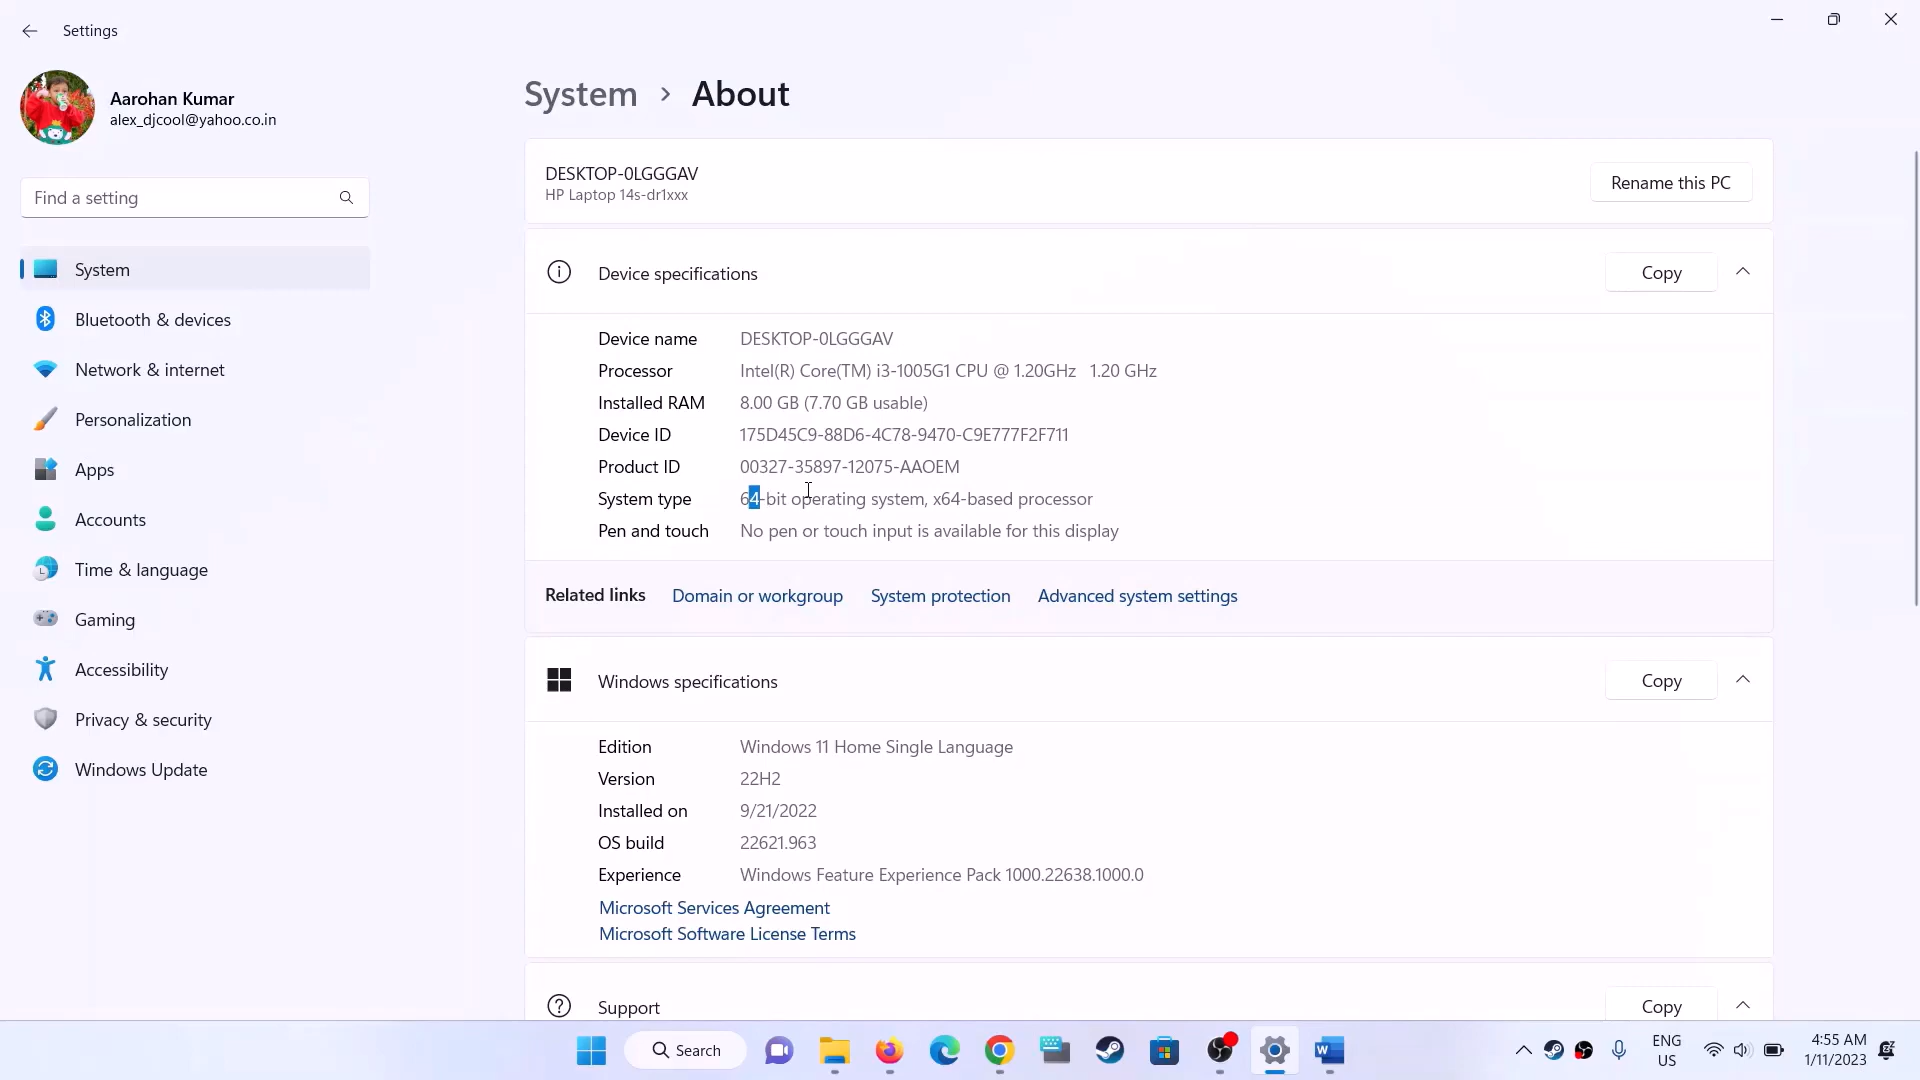 Settings
Aarohan Kumar
alex_djcool@yahoo.co.in
Find a setting
System
Bluetooth & devices
Network & internet
Personalization
Apps
Accounts
Time & language
Gaming
Accessibility
Privacy & security
Windows Update
System > About
DESKTOP-0LGGGAV
HP Laptop 14s-dr1xxx
Rename this PC
Device specifications
Copy
Device name DESKTOP-0LGGGAV
Processor Intel(R) Core(TM) i3-1005G1 CPU @ 1.20GHz 1.20 GHz
Installed RAM 8.00 GB (7.70 GB usable)
Device ID 175D45C9-88D6-4C78-9470-C9E777F2F711
Product ID 00327-35897-12075-AAOEM
System type 64-bit operating system, x64-based processor
Pen and touch No pen or touch input is available for this display
Related links Domain or workgroup System protection Advanced system settings
Windows specifications
Copy
Edition Windows 11 Home Single Language
Version 22H2
Installed on 9/21/2022
OS build 22621.963
Experience Windows Feature Experience Pack 1000.22638.1000.0
Microsoft Services Agreement
Microsoft Software License Terms
Support
Copy
Search
ENG
US
4:55 AM
1/11/2023